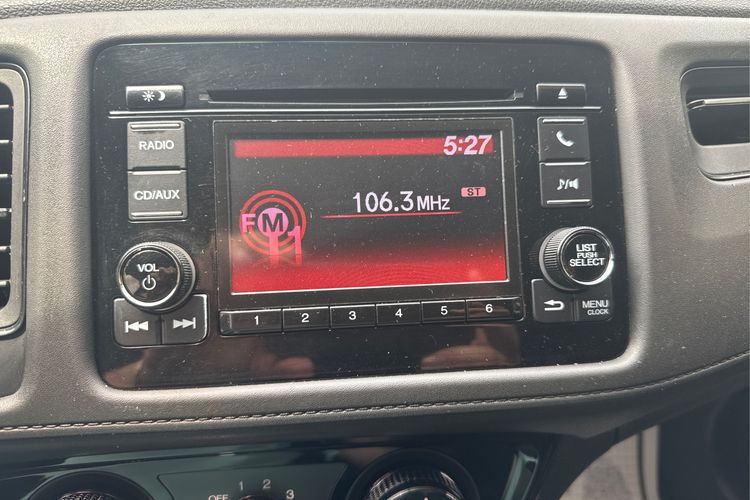 RADIO
CD/AUX
VOL
5:27
ST
106.3 MHz
FM
1
LIST
PUSH
SELECT
1 2 3 4 5 6
MENU
CLOCK
OFF 1 2 3